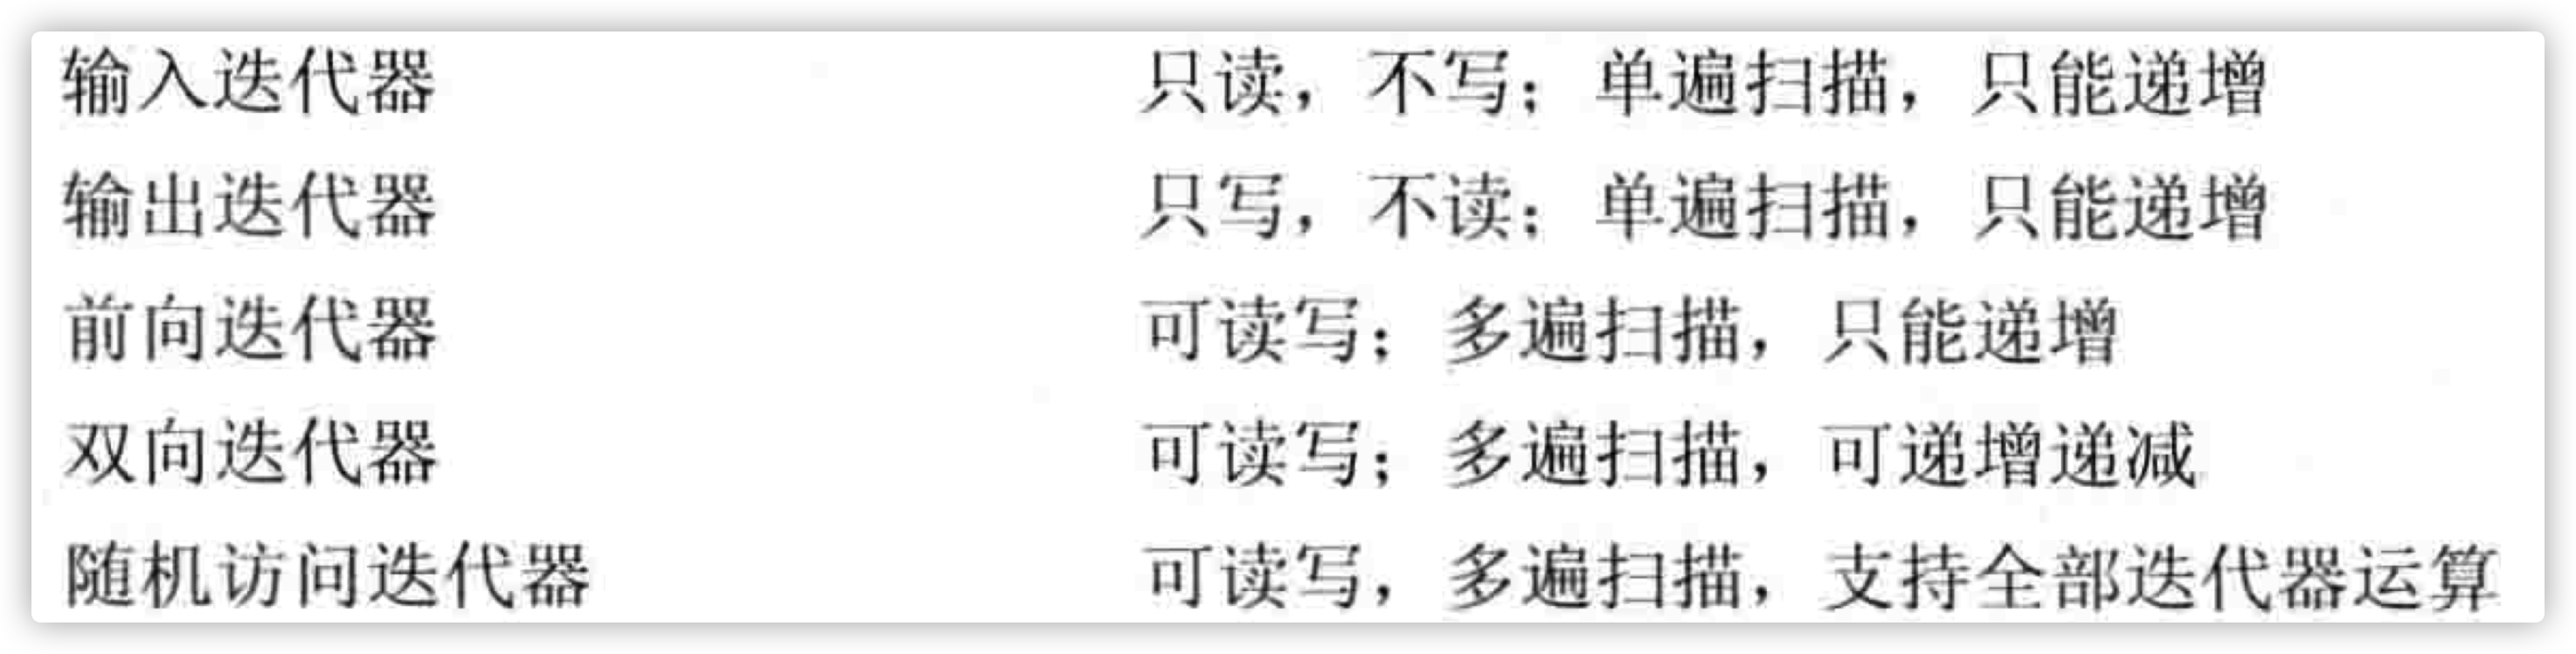 输入迭代器 只读，不写；单遍扫描，只能递增
输出迭代器 只写，不读；单遍扫描，只能递增
前向迭代器 可读写；多遍扫描，只能递增
双向迭代器 可读写；多遍扫描，可递增递减
随机访问迭代器 可读写，多遍扫描，支持全部迭代器运算